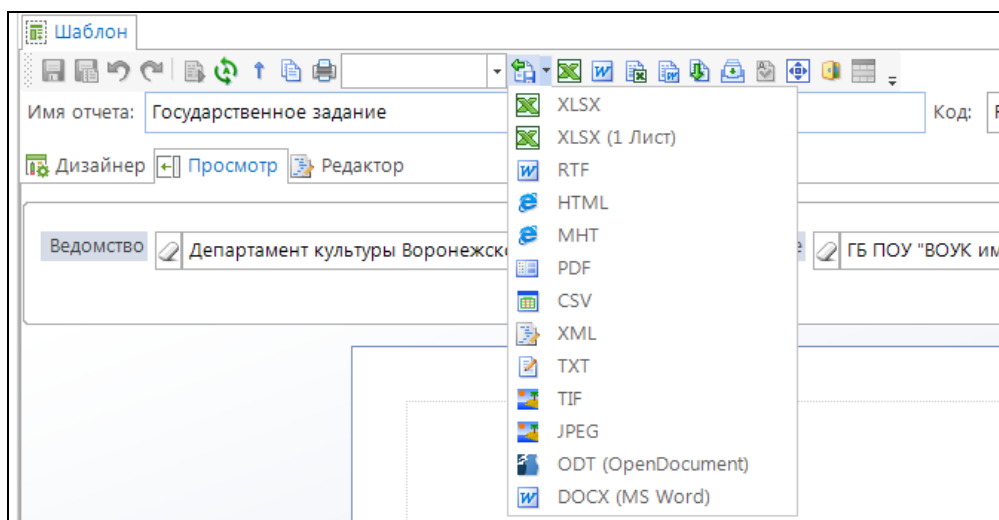 Шаблон
Имя отчета: Государственное задание Код:
Дизайнер Просмотр Редактор
Ведомство Департамент культуры Воронежско ГБ ПОУ "ВОУК им
XLSX
XLSX (1 Лист)
RTF
HTML
MHT
PDF
CSV
XML
TXT
TIF
JPEG
ODT (OpenDocument)
DOCX (MS Word)